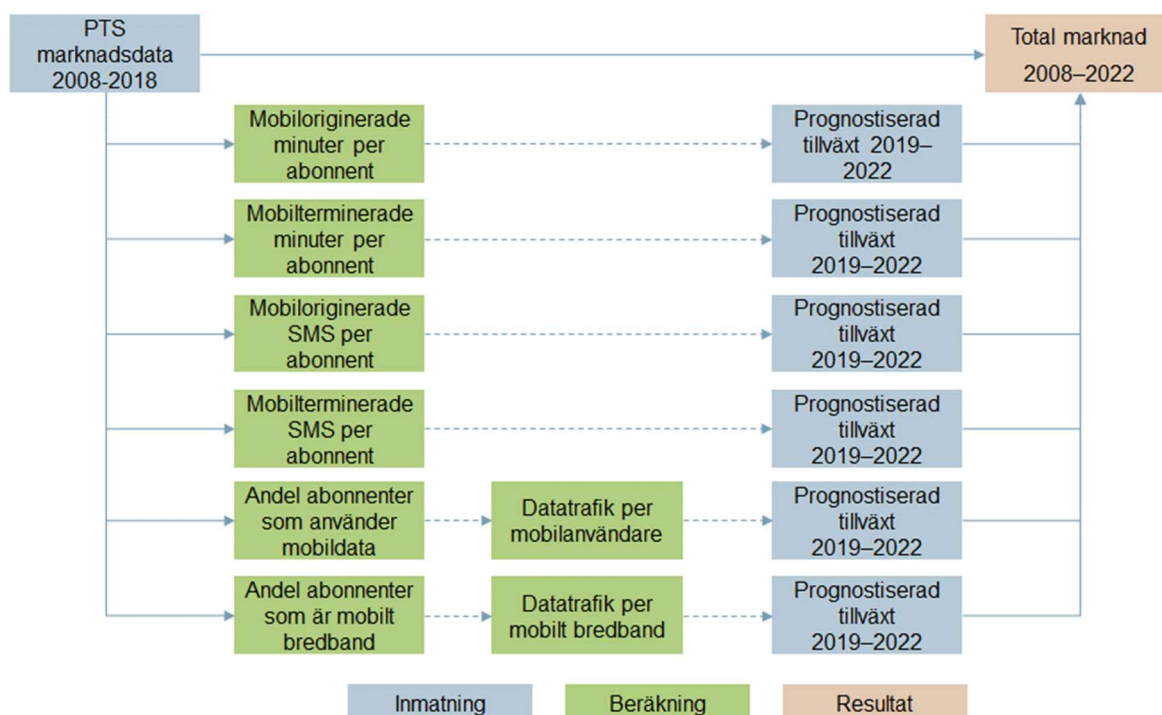 PTS
marknadsdata
2008-2018
Total marknad
2008–2022
Mobiloriginerade
minuter per
abonnent
Prognostiserad
tillväxt 2019–
2022
Mobilterminerade
minuter per
abonnent
Prognostiserad
tillväxt
2019–2022
Mobiloriginerade
SMS per
abonnent
Prognostiserad
tillväxt
2019–2022
Mobilterminerade
SMS per
abonnent
Prognostiserad
tillväxt
2019–2022
Andel abonnenter
som använder
mobildata
Datatrafik per
mobilanvändare
Prognostiserad
tillväxt
2019–2022
Andel abonnenter
som är mobilt
bredband
Datatrafik per
mobilt bredband
Prognostiserad
tillväxt
2019–2022
Inmatning
Beräkning
Resultat